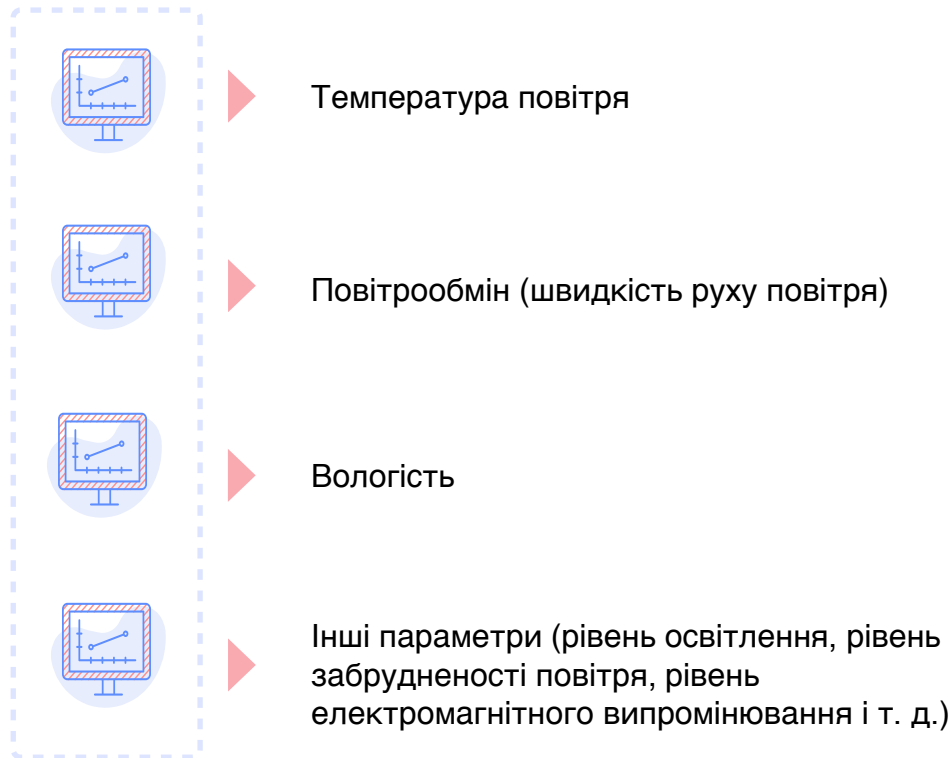 Температура повітря
Повітрообмін (швидкість руху повітря)
Вологість
Інші параметри (рівень освітлення, рівень
забрудненості повітря, рівень
електромагнітного випромінювання і т. д.)